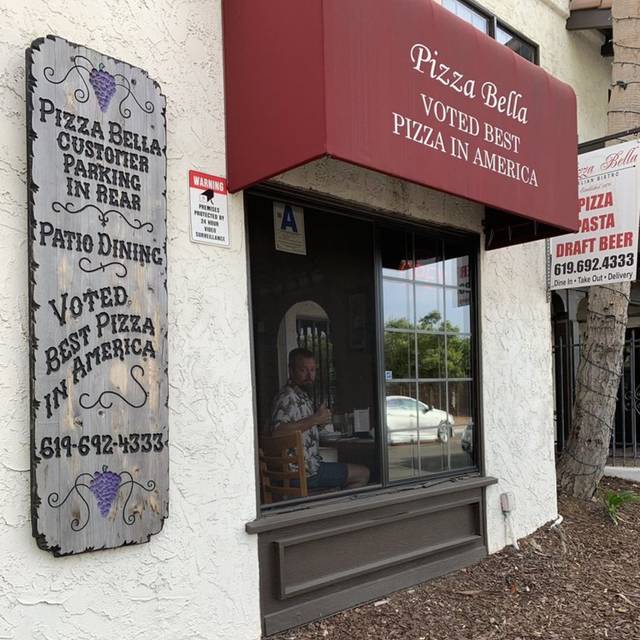 Pizza Bella
Customer
Parking
in Rear
Patio Dining
Voted
Best Pizza
in America
619-692-4333
WARNING
PREMISES
PROTECTED BY
24 HOUR
VIDEO
SURVEILLANCE
A
Pizza Bella
VOTED BEST
PIZZA IN AMERICA
Pizza Bella
PIZZA
PASTA
DRAFT BEER
619.692.4333
Dine In • Take Out • Delivery